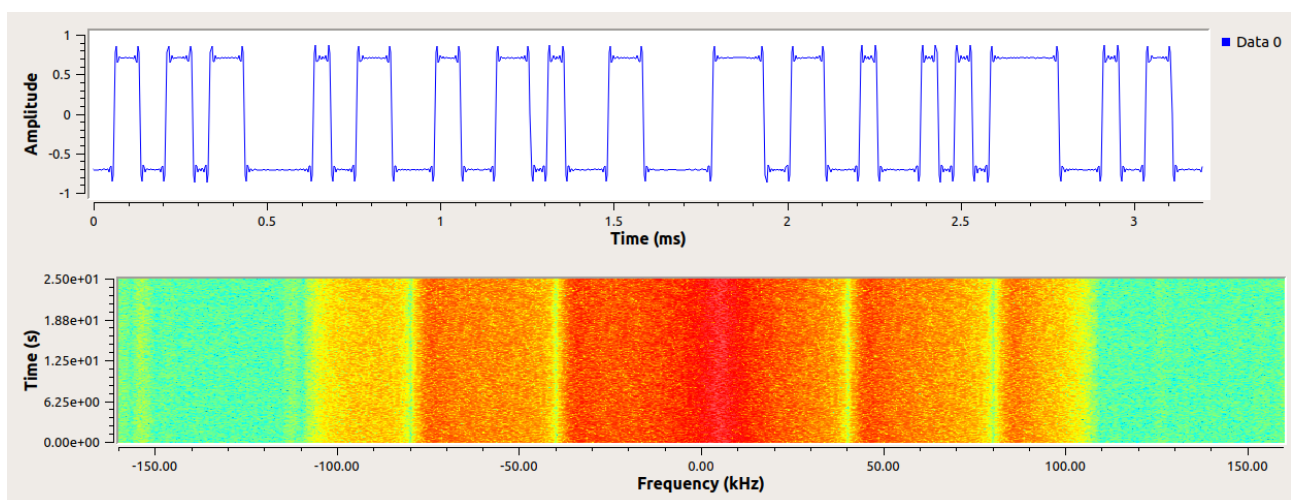 1
0.5
0
-0.5
-1
Amplitude
Data 0
0 0.5 1 1.5 2 2.5 3
Time (ms)
2.50e+01
1.88e+01
1.25e+01
6.25e+00
0.00e+00
Time (s)
-150.00 -100.00 -50.00 0.00 50.00 100.00 150.00
Frequency (kHz)